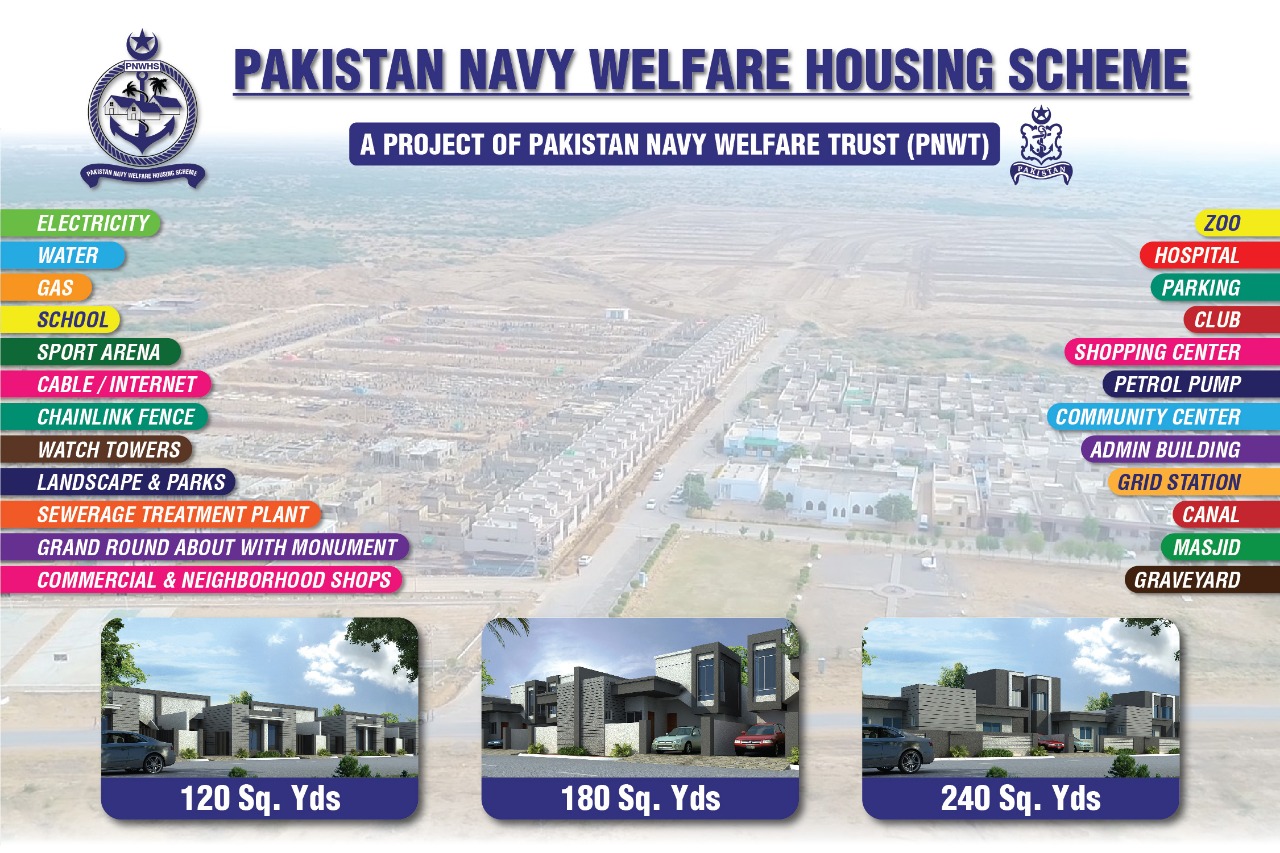 PNWHS
PAKISTAN NAVY WELFARE HOUSING SCHEME
PAKISTAN NAVY WELFARE HOUSING SCHEME
A PROJECT OF PAKISTAN NAVY WELFARE TRUST (PNWT)
PAKISTAN
ELECTRICITY
WATER
GAS
SCHOOL
SPORT ARENA
CABLE / INTERNET
CHAINLINK FENCE
WATCH TOWERS
LANDSCAPE & PARKS
SEWERAGE TREATMENT PLANT
GRAND ROUND ABOUT WITH MONUMENT
COMMERCIAL & NEIGHBORHOOD SHOPS
ZOO
HOSPITAL
PARKING
CLUB
SHOPPING CENTER
PETROL PUMP
COMMUNITY CENTER
ADMIN BUILDING
GRID STATION
CANAL
MASJID
GRAVEYARD
120 Sq. Yds
180 Sq. Yds
240 Sq. Yds